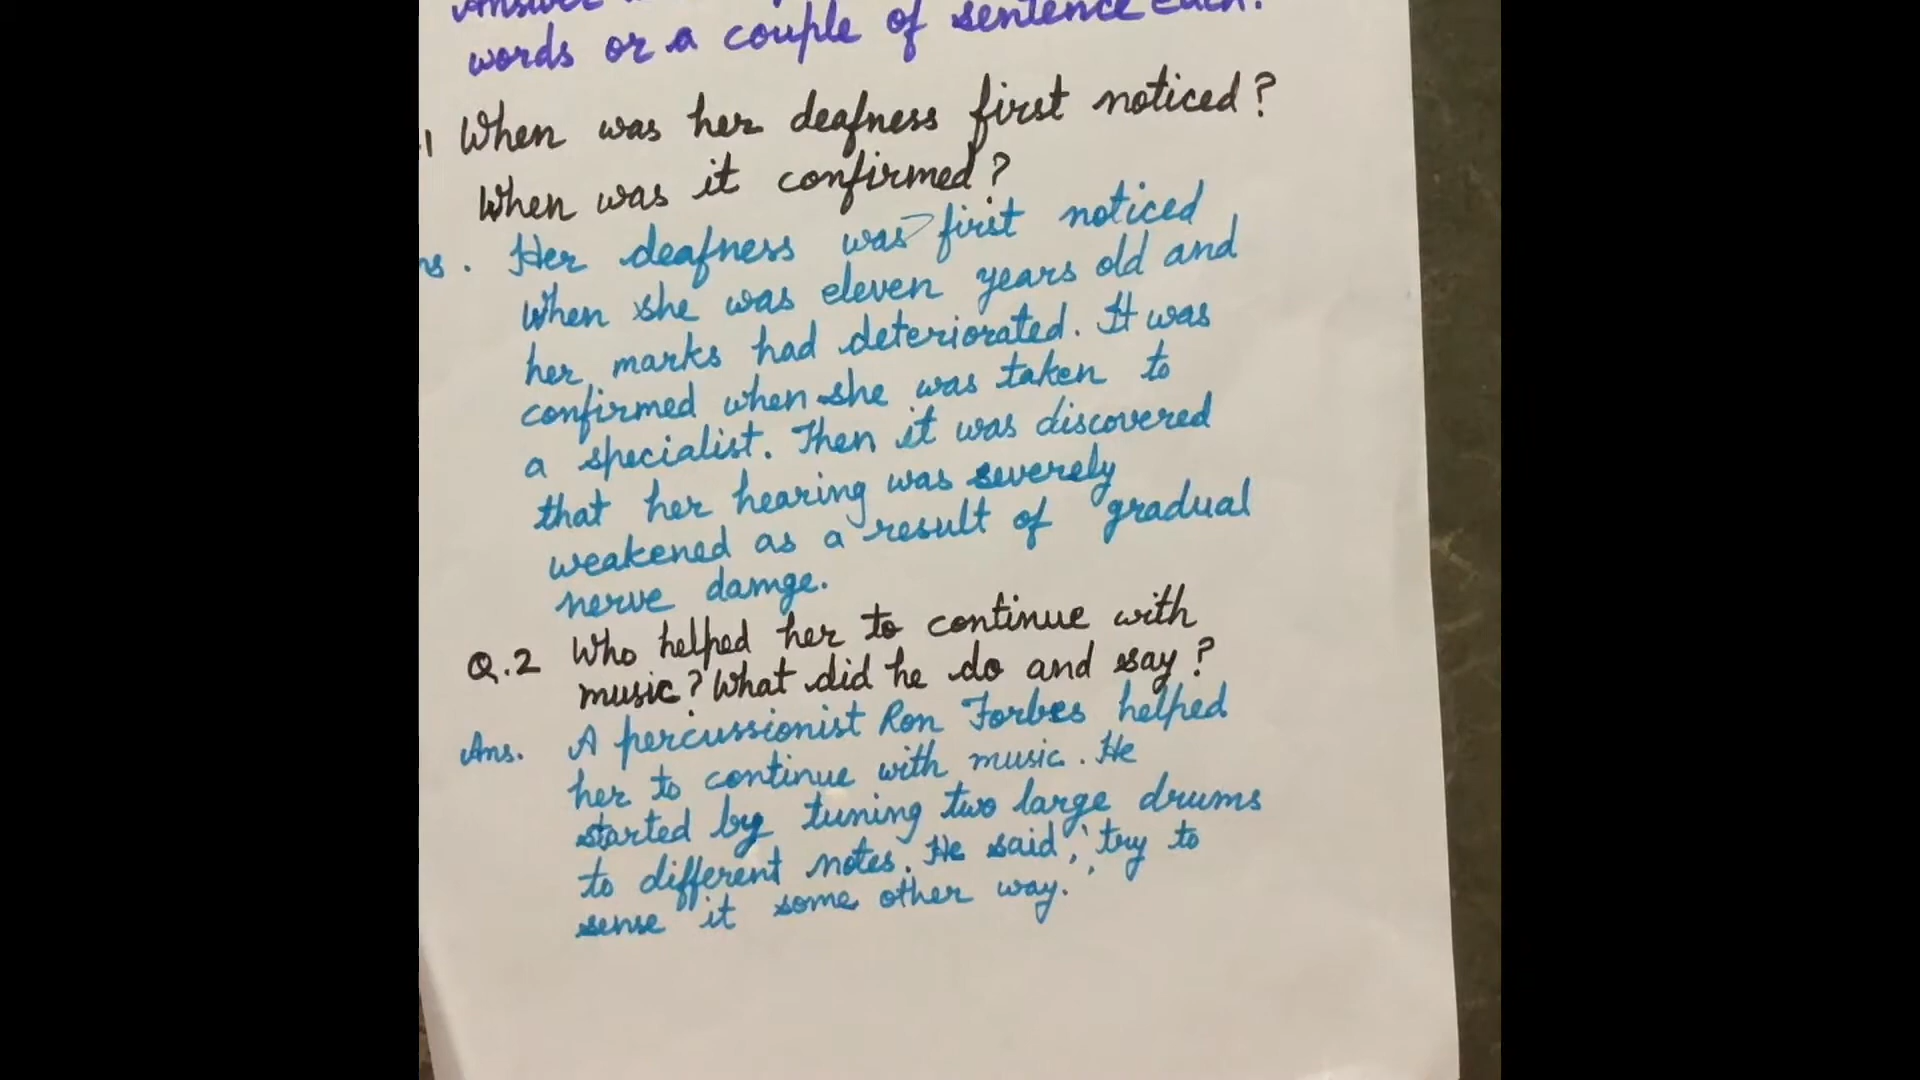 Answer
words or a couple of sentence each.
1 When was her deafness first noticed?
When was it confirmed?
ns. Her deafness was first noticed
when she was eleven years old and
her marks had deteriorated. It was
confirmed when she was taken to
a specialist. Then it was discovered
that her hearing was severely
weakened as a result of gradual
nerve damge.
Q.2 Who helped her to continue with
music? What did he do and say?
Ans. A percussionist Ron Forbes helped
her to continue with music. He
started by tuning two large drums
to different notes. He said, 'try to
sense it some other way.'